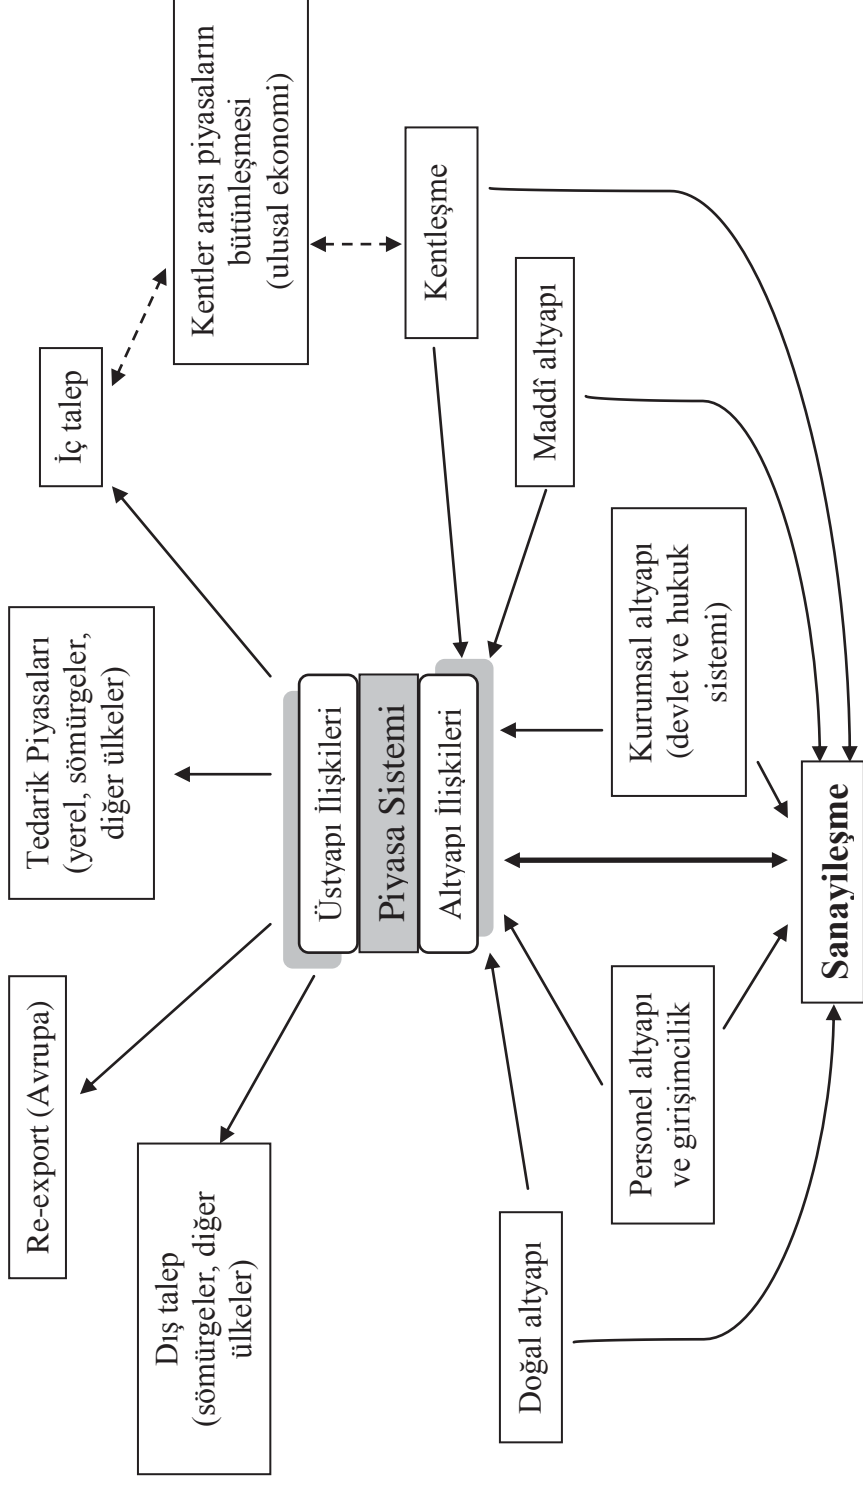 Re-export (Avrupa)
Tedarik Piyasaları
(yerel, sömürgeler,
diğer ülkeler)
İç talep
Dış talep
(sömürgeler, diğer
ülkeler)
Kentler arası piyasaların
bütünleşmesi
(ulusal ekonomi)
Üstyapı İlişkileri
Piyasa Sistemi
Altyapı İlişkileri
Kentleşme
Doğal altyapı
Maddî altyapı
Personel altyapı
ve girişimcilik
Kurumsal altyapı
(devlet ve hukuk
sistemi)
Sanayileşme